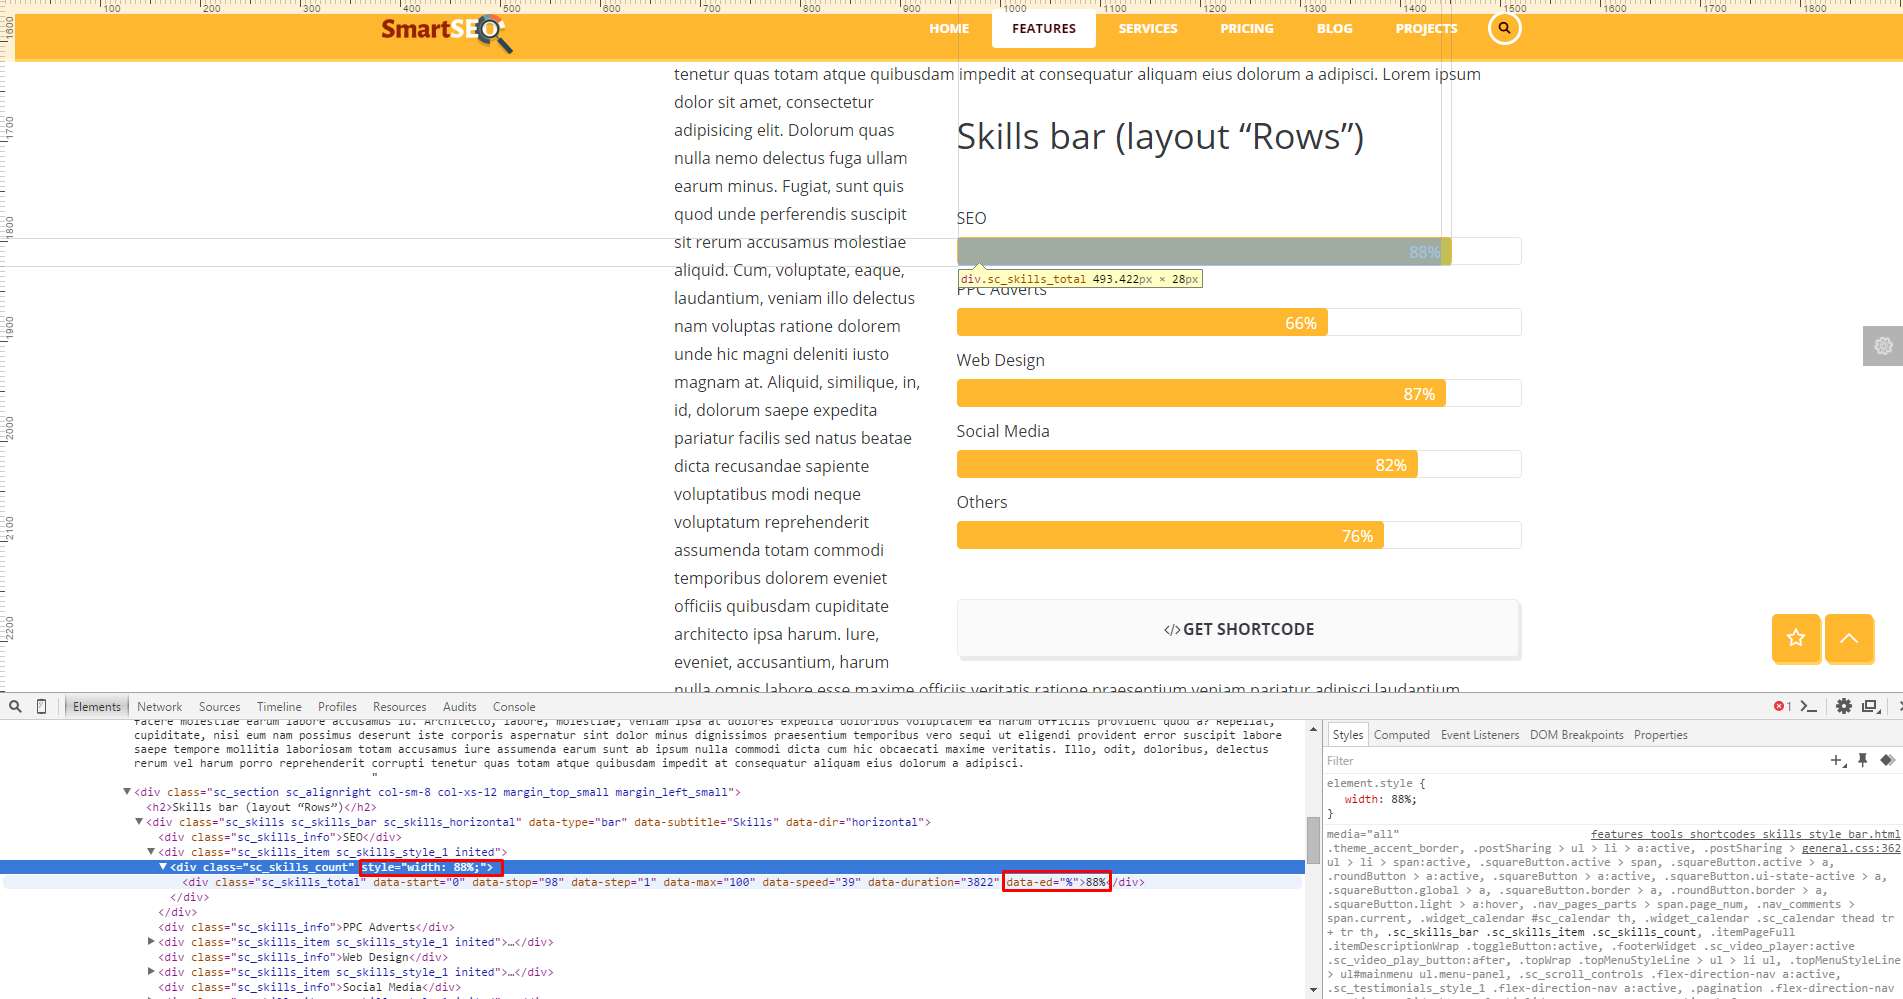 100 200 300 400 500 600 700 800 900 1000 1100 1200 1300 1400 1500 1600 1700 1800
1600
1700
1800
1900
2000
2100
2200
SmartSEO
HOME FEATURES SERVICES PRICING BLOG PROJECTS
tenetur quas totam atque quibusdam impedit at consequatur aliquam eius dolorum a adipisci. Lorem ipsum
dolor sit amet, consectetur
adipisicing elit. Dolorum quas
nulla nemo delectus fuga ullam
earum minus. Fugiat, sunt quis
quod unde perferendis suscipit
sit rerum accusamus molestiae
aliquid. Cum, voluptate, eaque,
laudantium, veniam illo delectus
nam voluptas ratione dolorem
unde hic magni deleniti iusto
magnam at. Aliquid, similique, in,
id, dolorum saepe expedita
pariatur facilis sed natus beatae
dicta recusandae sapiente
voluptatibus modi neque
voluptatum reprehenderit
assumenda totam commodi
temporibus dolorem eveniet
officiis quibusdam cupiditate
architecto ipsa harum. Iure,
eveniet, accusantium, harum
nulla omnis labore esse maxime officiis veritatis ratione praesentium veniam pariatur adipisci laudantium
Skills bar (layout “Rows”)
SEO
88%
div.sc_skills_total 493.422px × 28px
PPC Adverts
66%
Web Design
87%
Social Media
82%
Others
76%
</> GET SHORTCODE
Elements Network Sources Timeline Profiles Resources Audits Console
1
facere molestiae earum labore accusamus id. Architecto, labore, molestiae, veniam ipsa at dolores expedita doloribus voluptatem ea harum officiis provident quod a? Repellat,
cupiditate, nisi eum nam possimus deserunt iste corporis aspernatur sint dolor minus dignissimos praesentium temporibus vero sequi ut eligendi provident error suscipit labore
saepe tempore mollitia laboriosam totam accusamus iure assumenda earum sunt ab ipsum nulla commodi dicta cum hic obcaecati maxime veritatis. Illo, odit, doloribus, delectus
rerum vel harum porro reprehenderit corrupti tenetur quas totam atque quibusdam impedit at consequatur aliquam eius dolorum a adipisci.
"
▼<div class="sc_section sc_alignright col-sm-8 col-xs-12 margin_top_small margin_left_small">
<h2>Skills bar (layout “Rows”)</h2>
▼<div class="sc_skills sc_skills_bar sc_skills_horizontal" data-type="bar" data-subtitle="Skills" data-dir="horizontal">
<div class="sc_skills_info">SEO</div>
▼<div class="sc_skills_item sc_skills_style_1 inited">
▼<div class="sc_skills_count" style="width: 88%;">
<div class="sc_skills_total" data-start="0" data-stop="98" data-step="1" data-max="100" data-speed="39" data-duration="3822" data-ed="%">88%</div>
</div>
</div>
<div class="sc_skills_info">PPC Adverts</div>
▶<div class="sc_skills_item sc_skills_style_1 inited">…</div>
<div class="sc_skills_info">Web Design</div>
▶<div class="sc_skills_item sc_skills_style_1 inited">…</div>
<div class="sc_skills_info">Social Media</div>
Styles Computed Event Listeners DOM Breakpoints Properties
Filter
element.style {
width: 88%;
}
media="all" features tools shortcodes skills style bar.html
.theme_accent_border, .postSharing > ul > li > a:active, .postSharing > general.css:362
ul > li > span:active, .squareButton.active > span, .squareButton.active > a,
.roundButton > a:active, .squareButton > a:active, .squareButton.ui-state-active > a,
.squareButton.global > a, .squareButton.border > a, .roundButton.border > a,
.squareButton.light > a:hover, .nav_pages_parts > span.page_num, .nav_comments >
span.current, .widget_calendar #sc_calendar th, .widget_calendar .sc_calendar thead tr
+ tr th, .sc_skills_bar .sc_skills_item .sc_skills_count, .itemPageFull
.itemDescriptionWrap .toggleButton:active, .footerWidget .sc_video_player:active
.sc_video_play_button:after, .topWrap .topMenuStyleLine > ul > li ul, .topMenuStyleLine
> ul#mainmenu ul.menu-panel, .sc_scroll_controls .flex-direction-nav a:active,
.sc_testimonials_style_1 .flex-direction-nav a:active, .pagination .flex-direction-nav